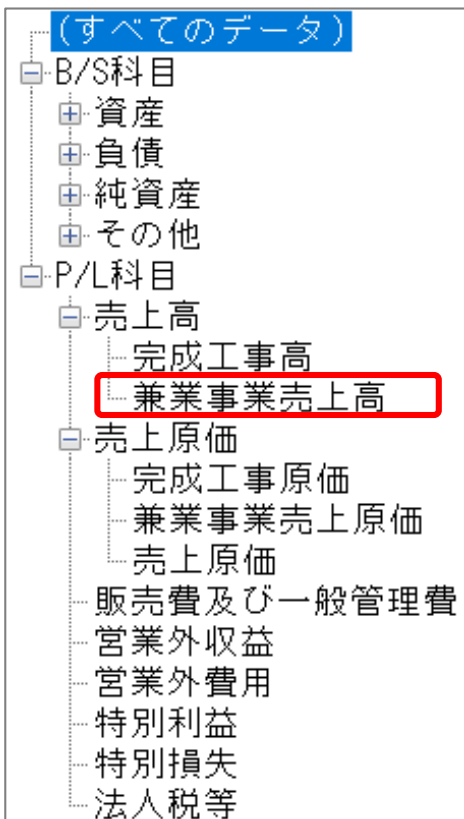 (すべてのデータ)
B/S科目
資産
負債
純資産
その他
P/L科目
売上高
完成工事高
兼業事業売上高
売上原価
完成工事原価
兼業事業売上原価
売上原価
販売費及び一般管理費
営業外収益
営業外費用
特別利益
特別損失
法人税等